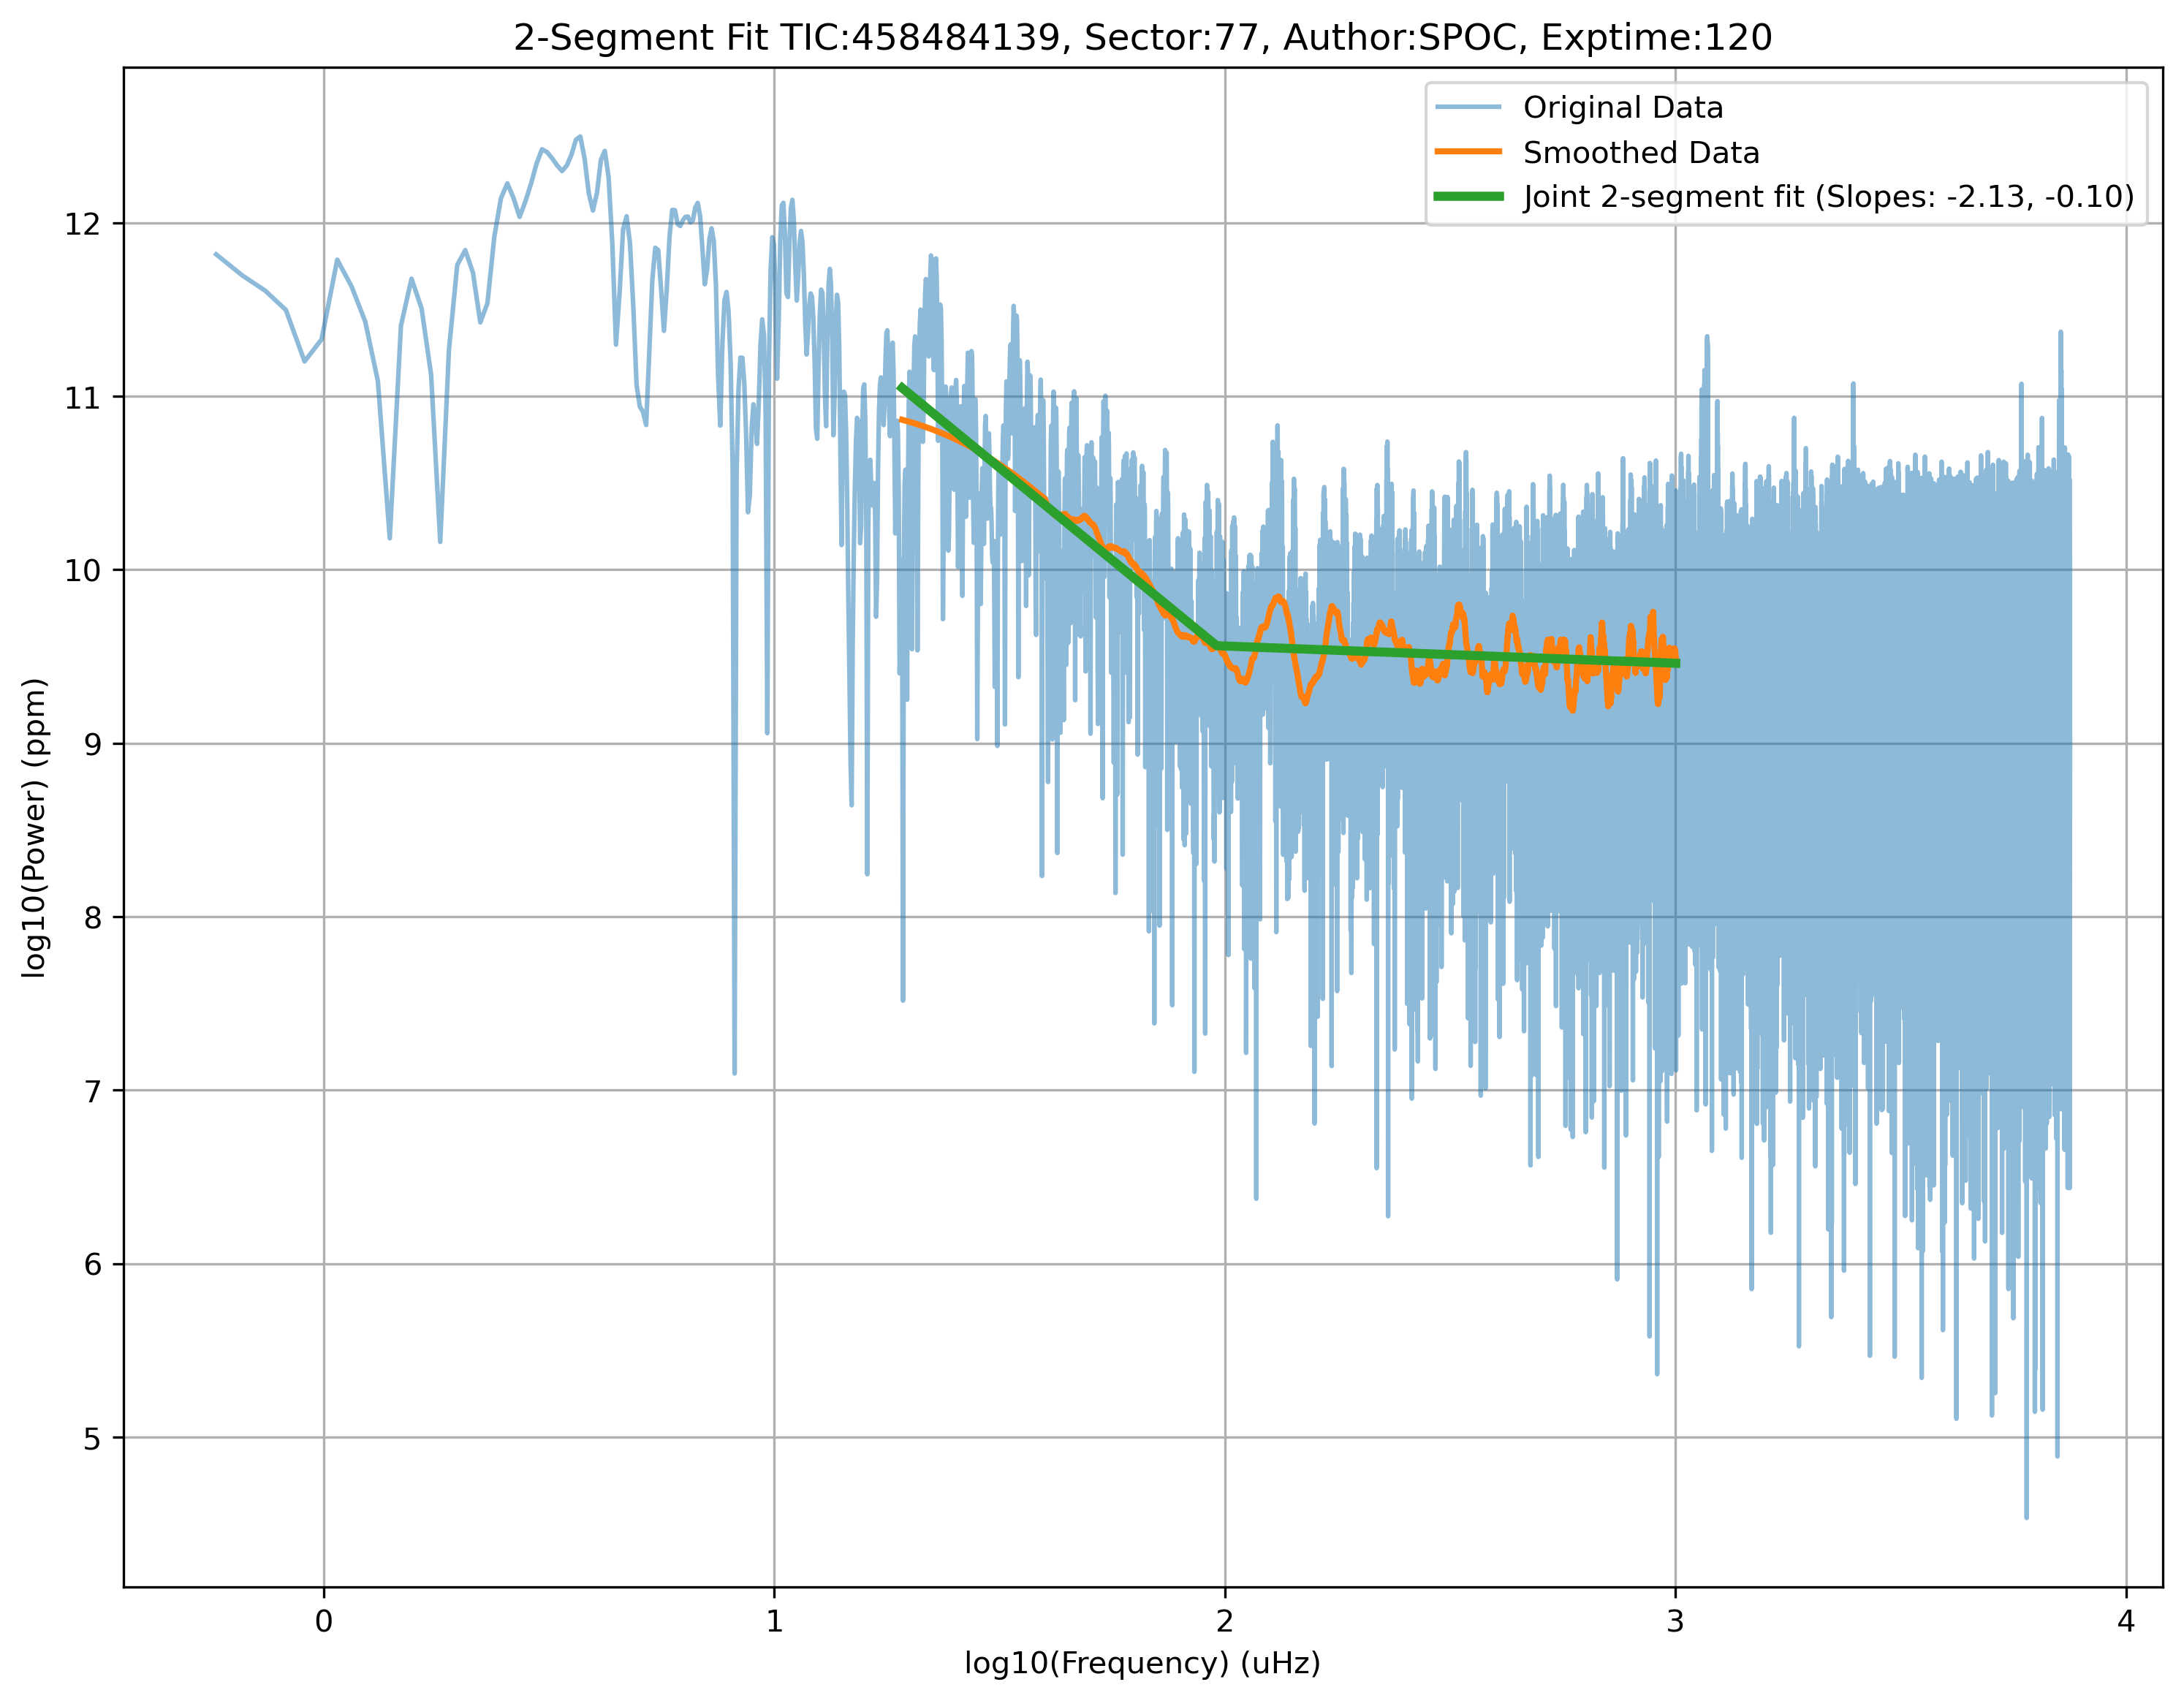 2-Segment Fit TIC:458484139, Sector:77, Author:SPOC, Exptime:120
Original Data
Smoothed Data
Joint 2-segment fit (Slopes: -2.13, -0.10)
log10(Power) (ppm)
12
11
10
9
8
7
6
5
0
1
2
3
4
log10(Frequency) (uHz)